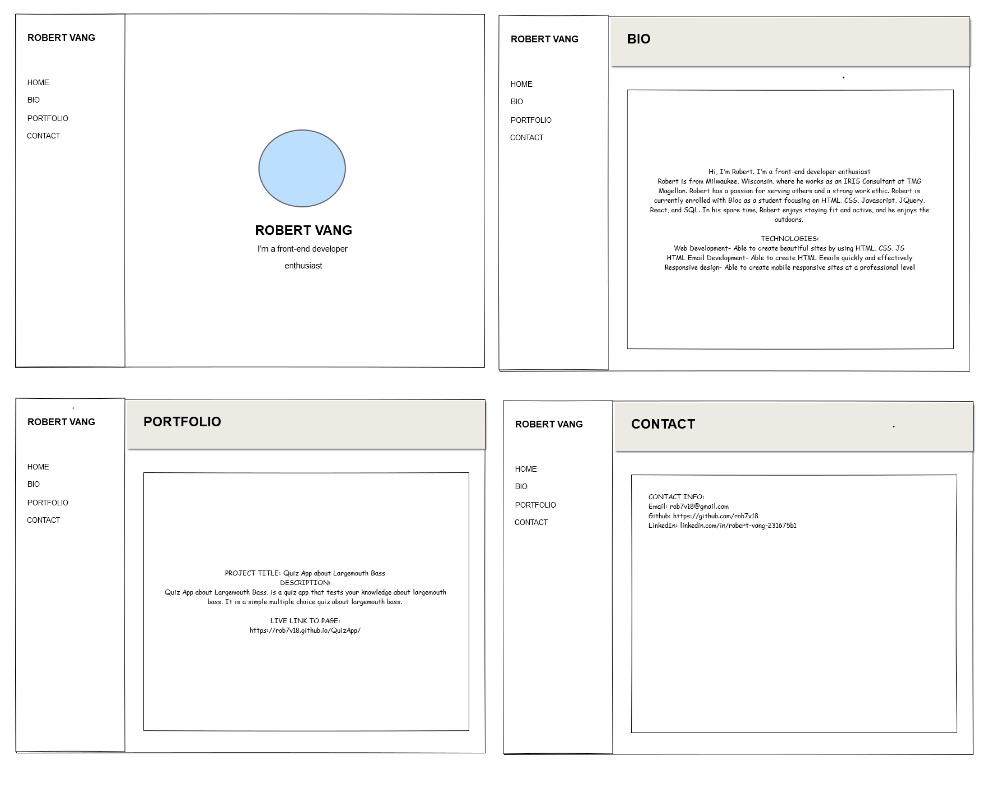 ROBERT VANG
HOME
BIO
PORTFOLIO
CONTACT
ROBERT VANG
I'm a front-end developer
enthusiast
ROBERT VANG
HOME
BIO
PORTFOLIO
CONTACT
BIO
Hi, I'm Robert. I'm a front-end developer enthusiast
Robert is from Milwaukee, Wisconsin, where he works as an IRIS Consultant at TMG
Magellan. Robert has a passion for serving others and a strong work ethic. Robert is
currently enrolled with Bloc as a student focusing on HTML, CSS, Javascript, JQuery,
React, and SQL. In his spare time, Robert enjoys staying fit and active, and he enjoys the
outdoors.
TECHNOLOGIES:
Web Development- Able to create beautiful sites by using HTML, CSS, JS
HTML Email Development- Able to create HTML Emails quickly and effectively
Responsive design- Able to create mobile responsive sites at a professional level
ROBERT VANG
HOME
BIO
PORTFOLIO
CONTACT
PORTFOLIO
PROJECT TITLE: Quiz App about Largemouth Bass
DESCRIPTION:
Quiz App about Largemouth Bass, is a quiz app that tests your knowledge about largemouth
bass. It is a simple multiple choice quiz about largemouth bass.
LIVE LINK TO PAGE:
https://rob7v18.github.io/QuizApp/
ROBERT VANG
HOME
BIO
PORTFOLIO
CONTACT
CONTACT
CONTACT INFO:
Email: rob7v18@gmail.com
Github: https://github.com/rob7v18
LinkedIn: linkedin.com/in/robert-vang-231675b1